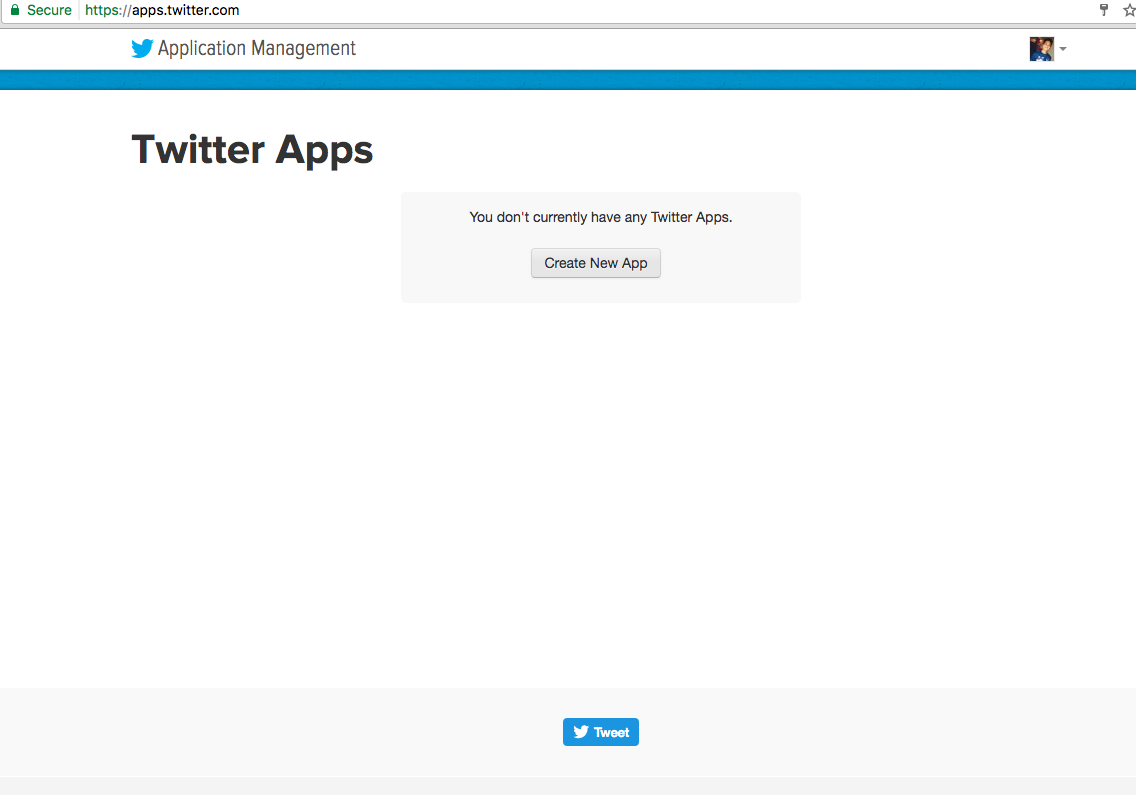 Secure https://apps.twitter.com
Application Management
Twitter Apps
You don't currently have any Twitter Apps.
Create New App
Tweet